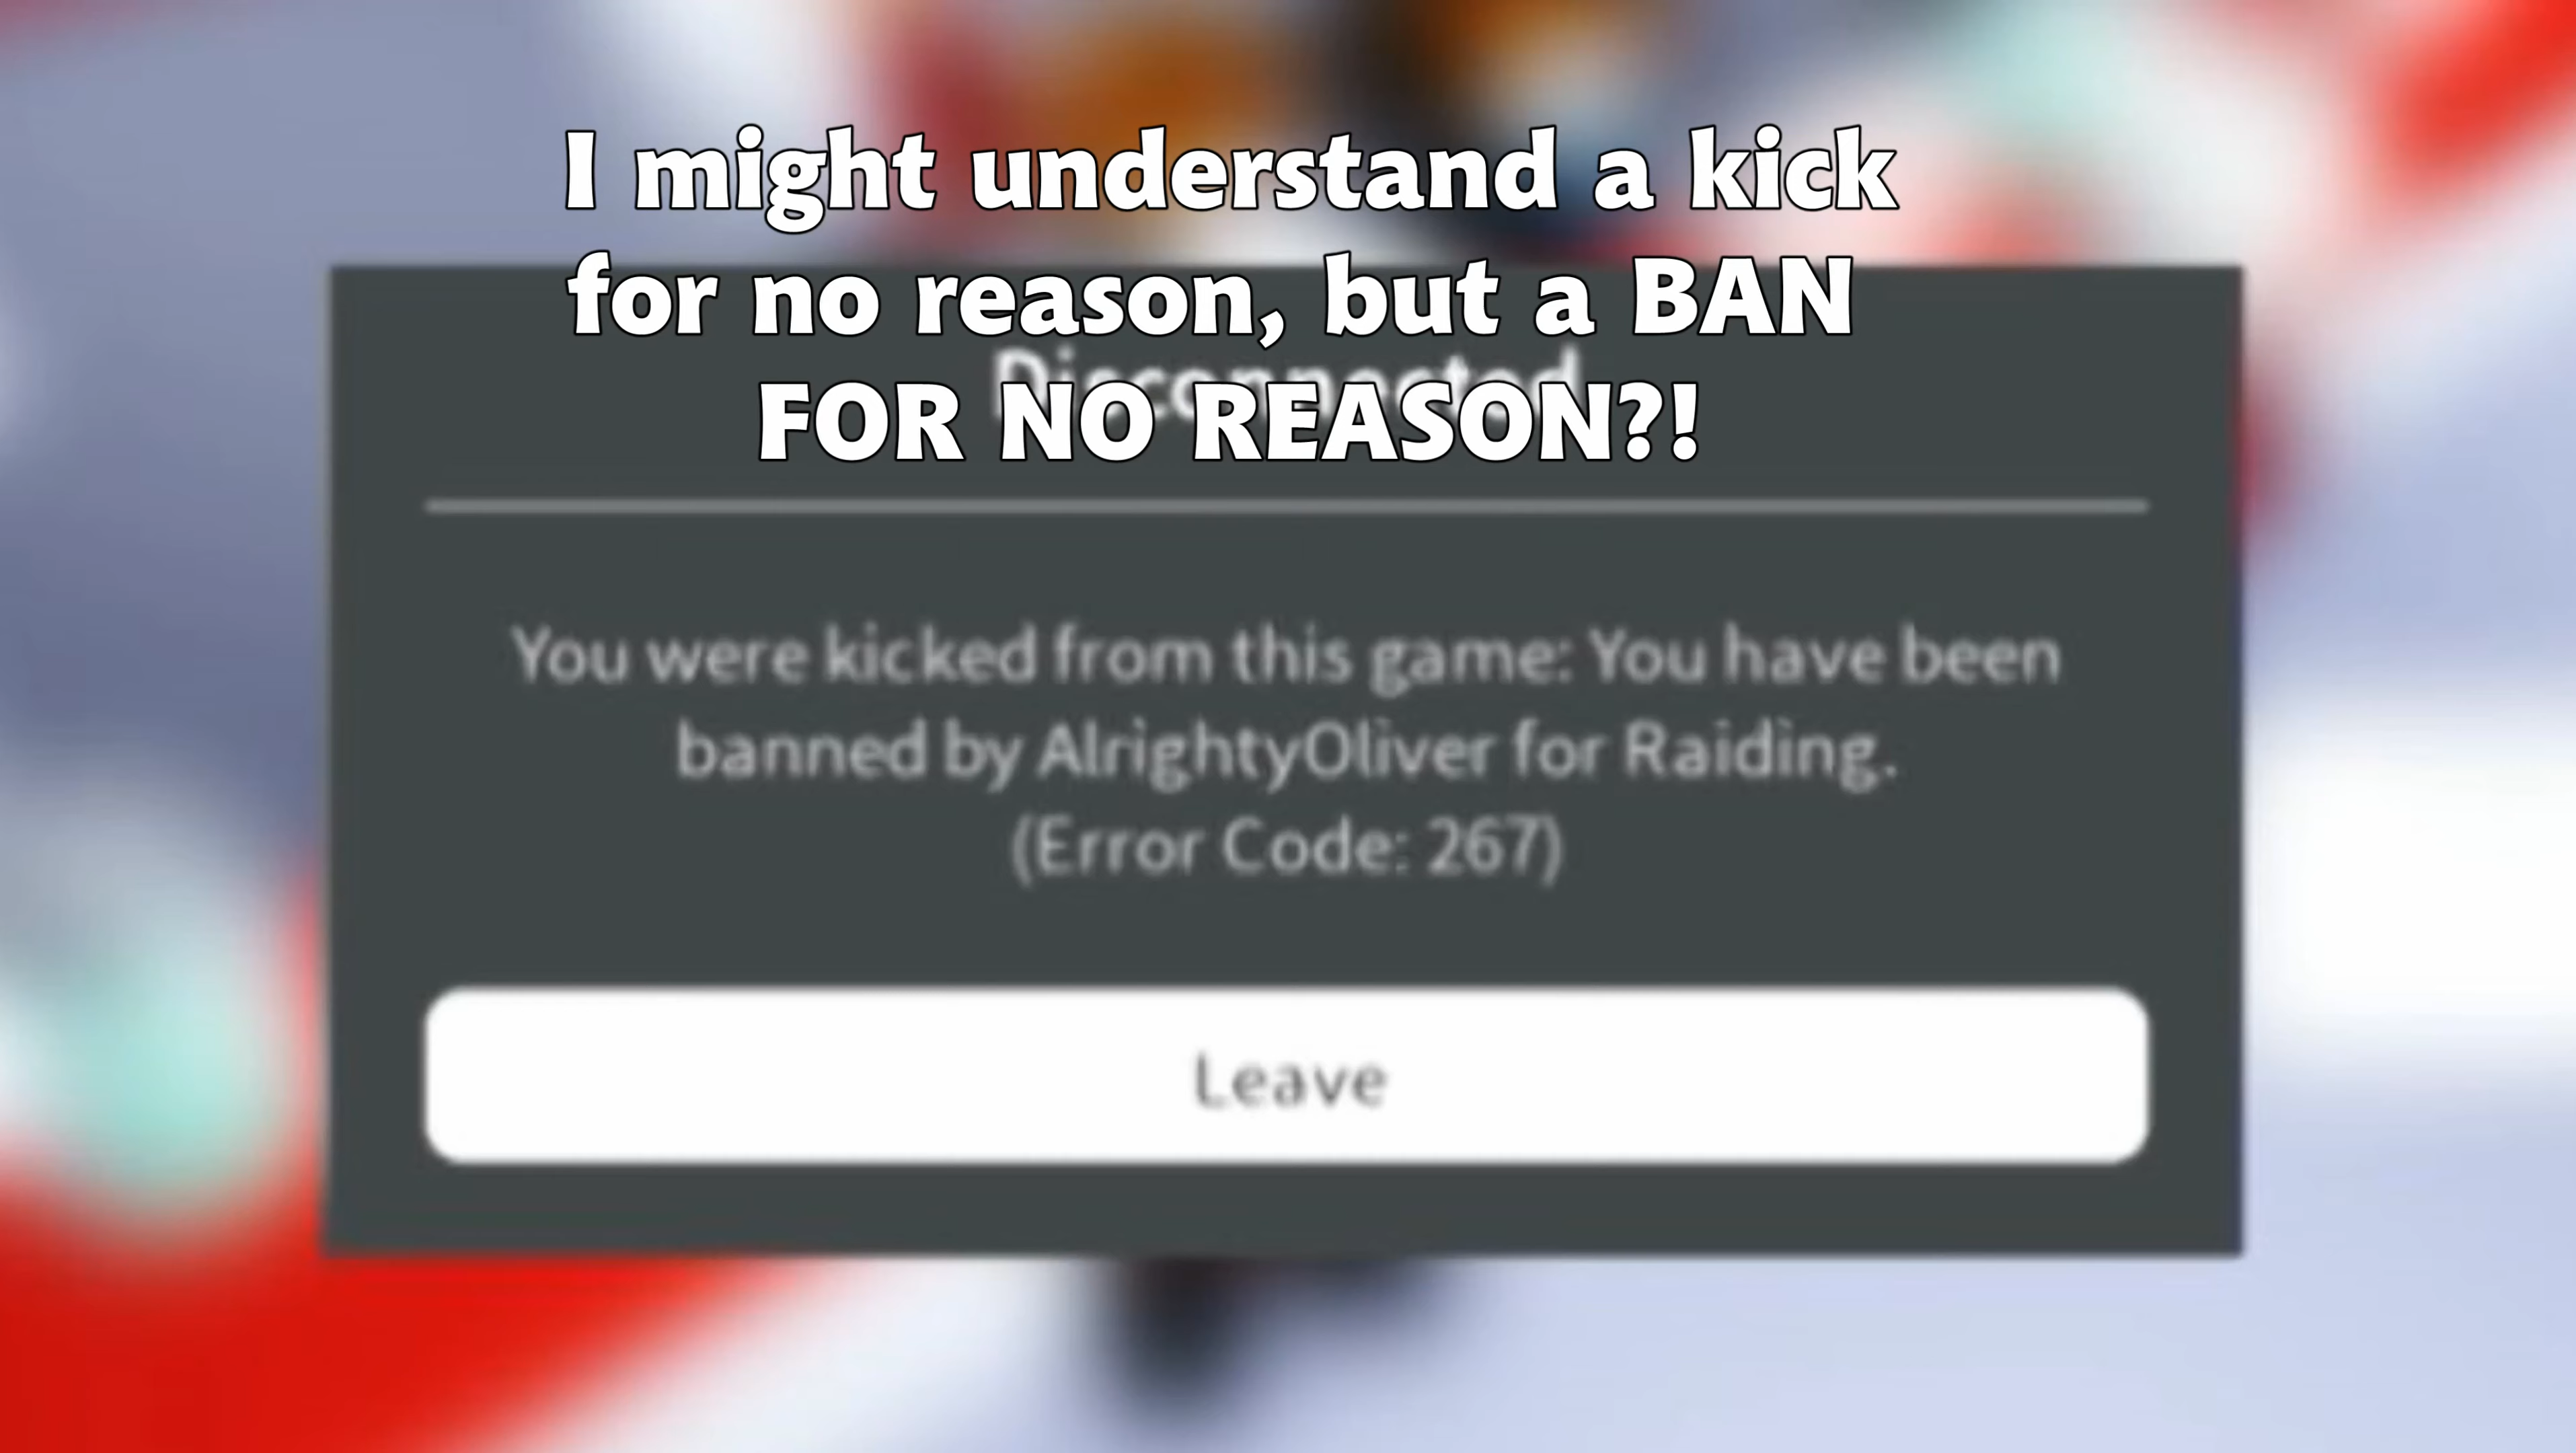 I might understand a kick
for no reason, but a BAN
Disconnected
FOR NO REASON?!
You were kicked from this game: You have been
banned by AlrightyOliver for Raiding.
(Error Code: 267)
Leave